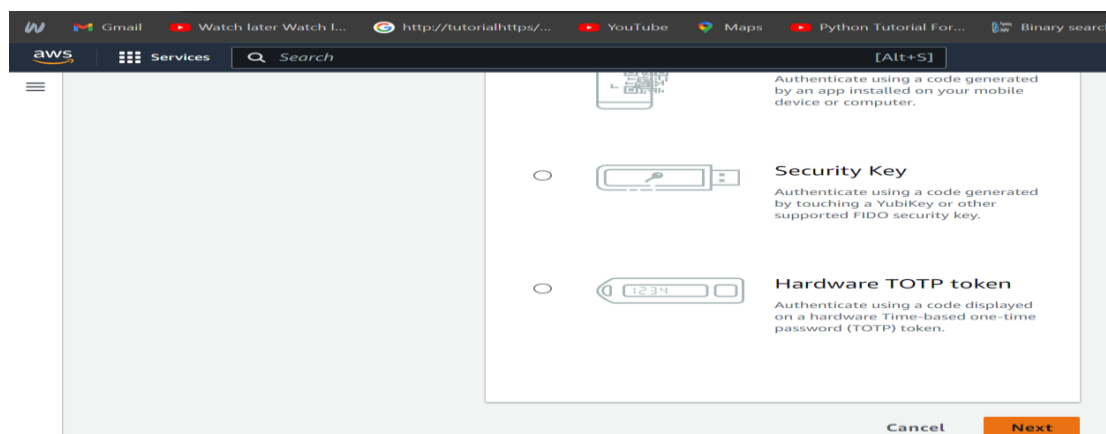 Gmail
Watch later Watch l...
http://tutorialhttps/...
YouTube
Maps
Python Tutorial For...
Binary search
aws
Services
Search
[Alt+S]
Authenticate using a code generated
by an app installed on your mobile
device or computer.
Security Key
Authenticate using a code generated
by touching a YubiKey or other
supported FIDO security key.
1234
Hardware TOTP token
Authenticate using a code displayed
on a hardware Time-based one-time
password (TOTP) token.
Cancel
Next